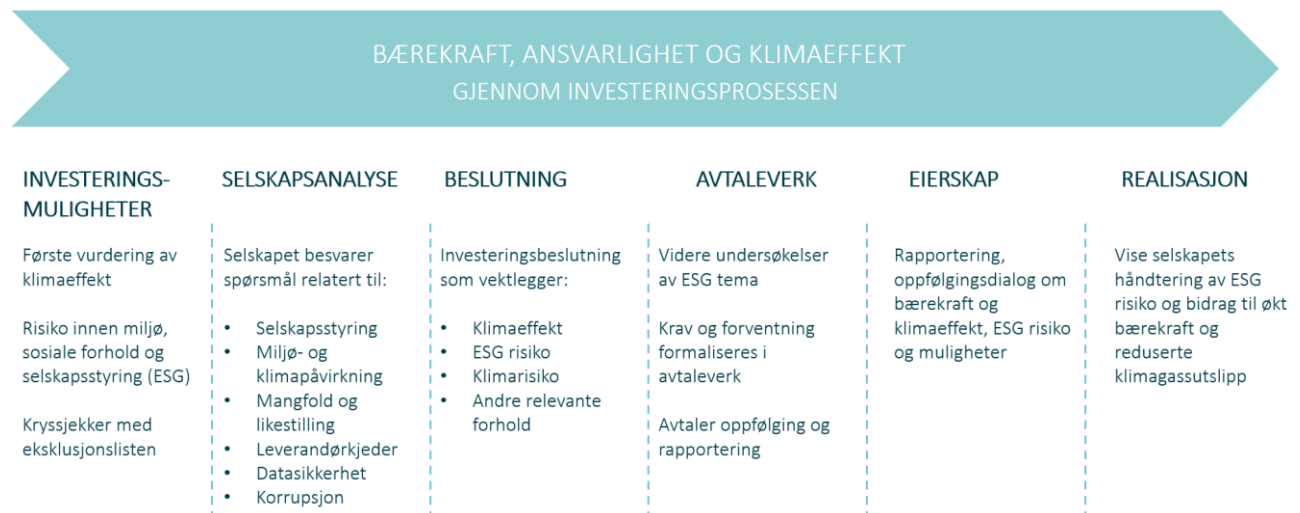 BÆREKRAFT, ANSVARLIGHET OG KLIMAEFFEKT
GJENNOM INVESTERINGSPROSESSEN
INVESTERINGS-
MULIGHETER
Første vurdering av
klimaeffekt
Risiko innen miljø,
sosiale forhold og
selskapsstyring (ESG)
Kryssjekker med
eksklusjonslisten
SELSKAPSANALYSE
Selskapet besvarer
spørsmål relatert til:
• Selskapsstyring
• Miljø- og
klimapåvirkning
• Mangfold og
likestilling
• Leverandørkjeder
• Datasikkerhet
• Korrupsjon
BESLUTNING
Investeringsbeslutning
som vektlegger:
• Klimaeffekt
• ESG risiko
• Klimarisiko
• Andre relevante
forhold
AVTALEVERK
Videre undersøkelser
av ESG tema
Krav og forventning
formaliseres i
avtaleverk
Avtaler oppfølging og
rapportering
EIERSKAP
Rapportering,
oppfølgingsdialog om
bærekraft og
klimaeffekt, ESG risiko
og muligheter
REALISASJON
Vise selskapets
håndtering av ESG
risiko og bidrag til økt
bærekraft og
reduserte
klimagassutslipp